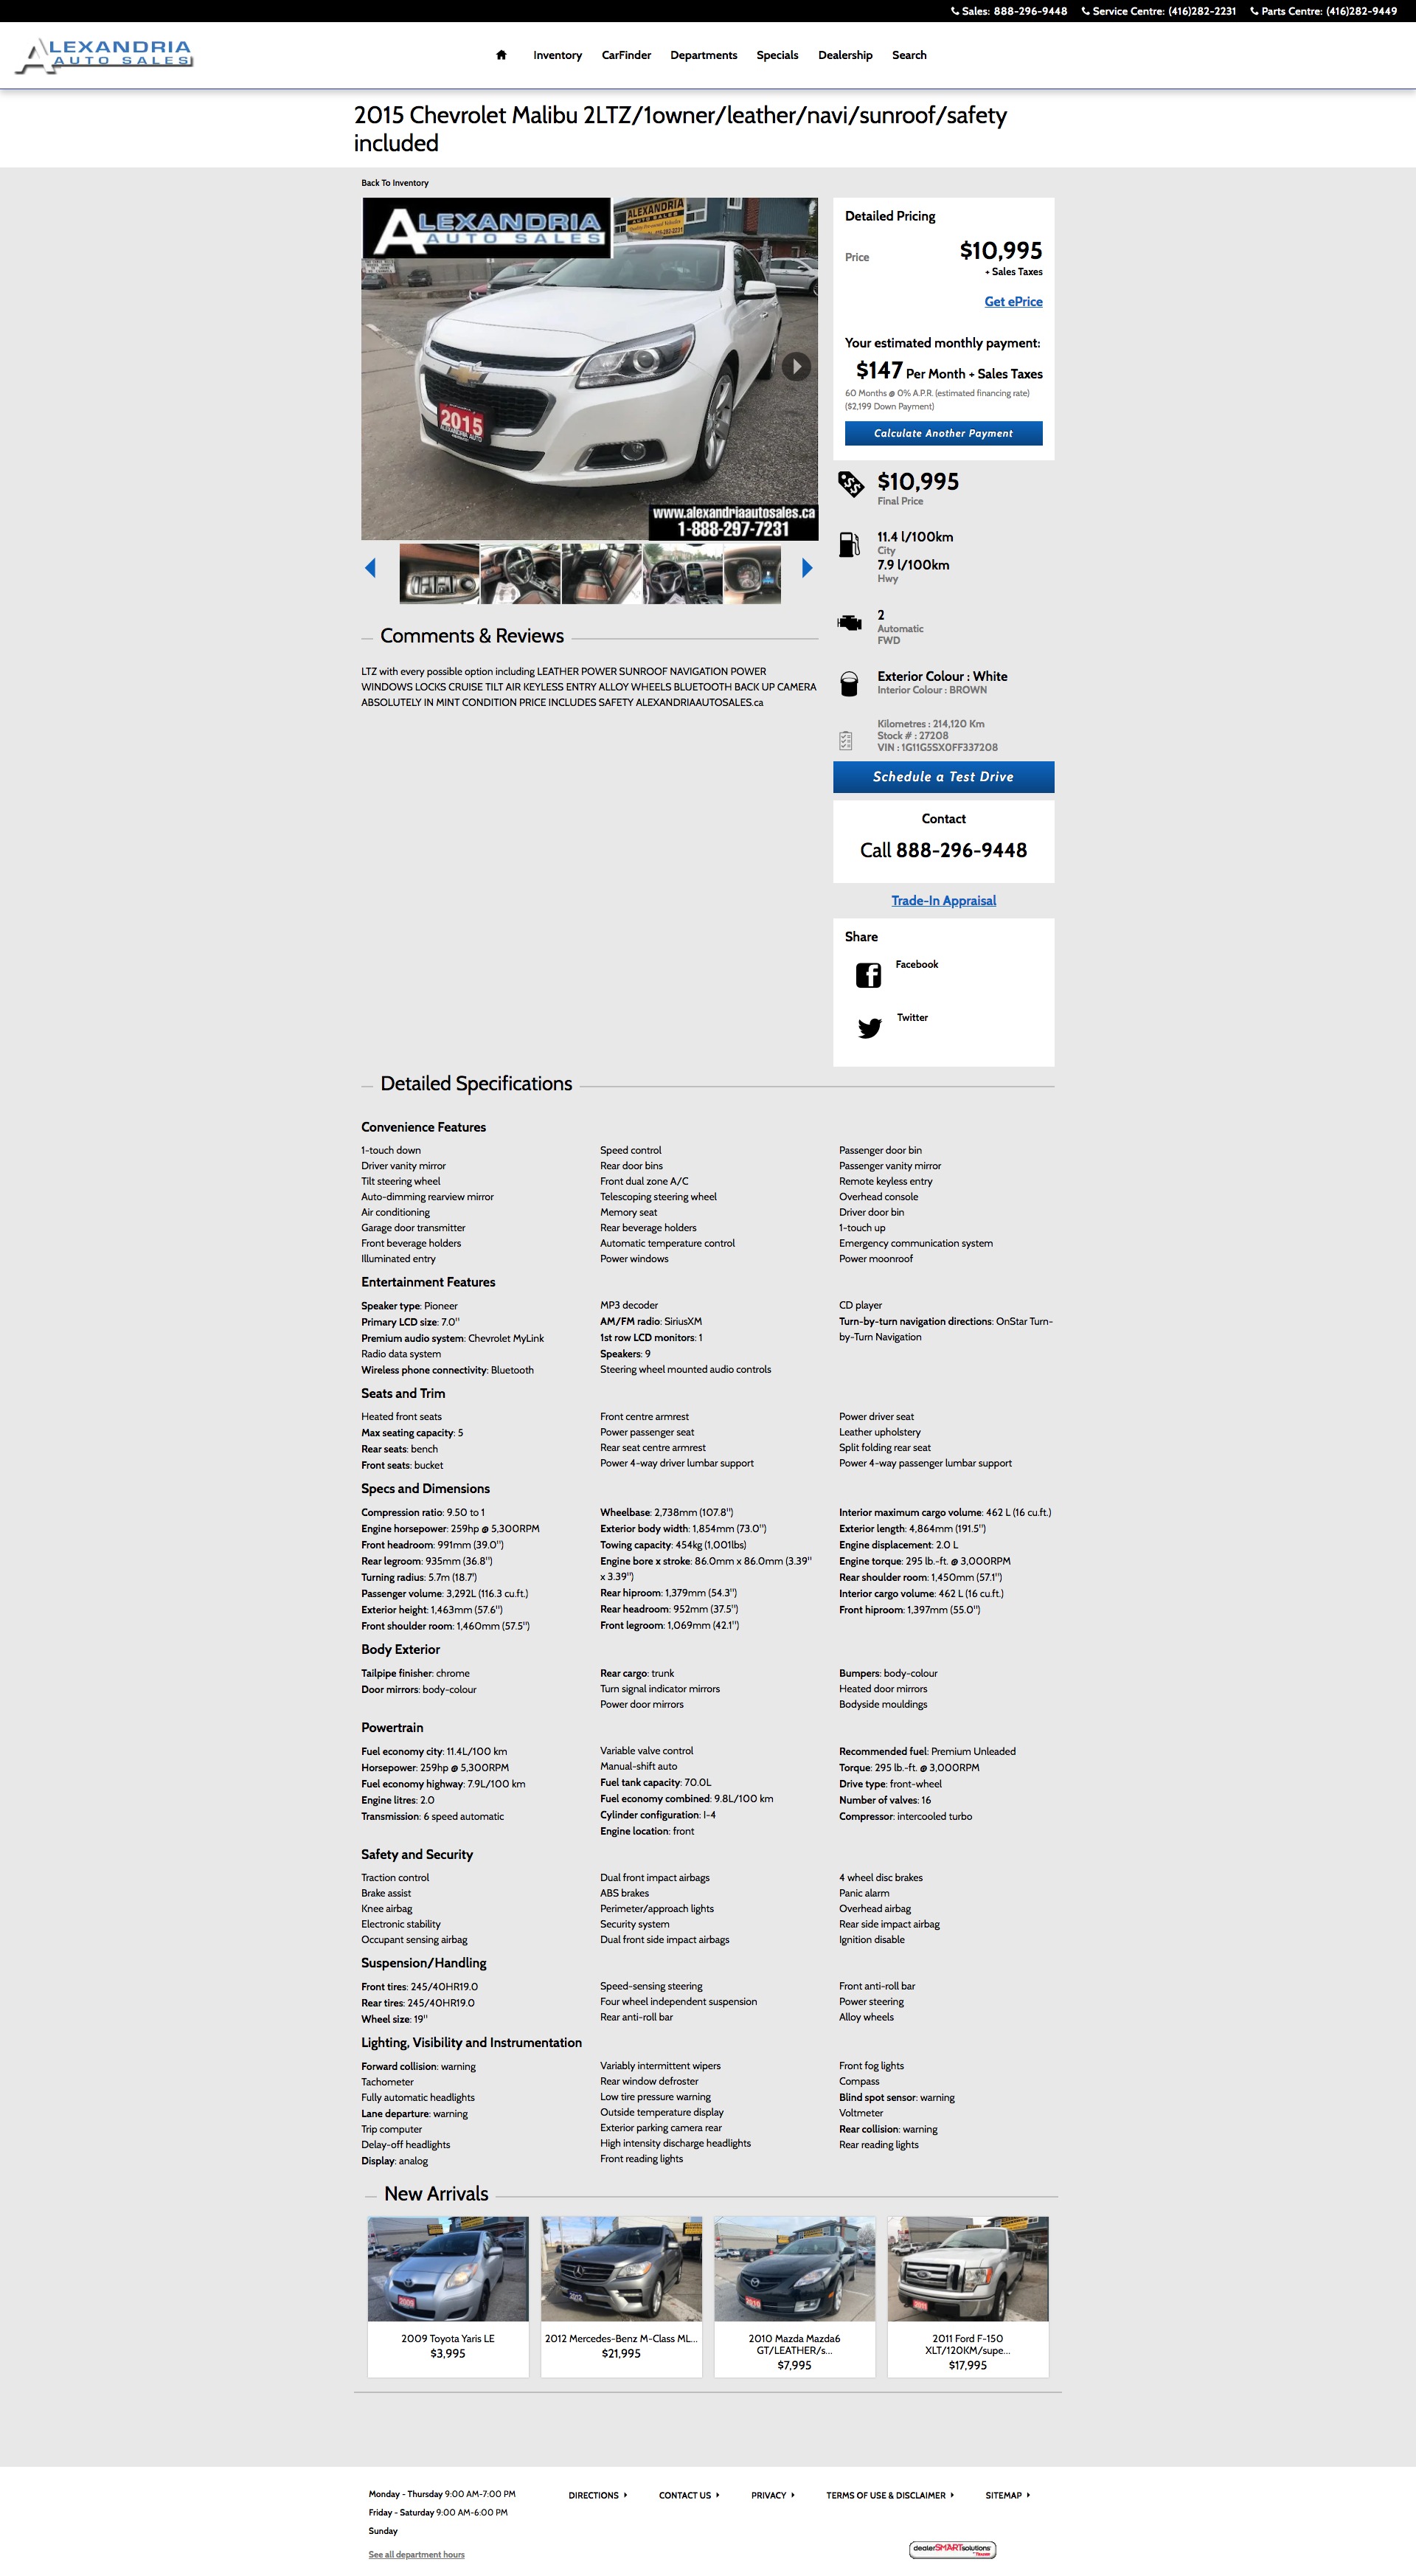 Sales: 888-296-9448 Service Centre: (416)282-2231 Parts Centre: (416)282-9449
ALEXANDRIA
AUTO SALES
Inventory CarFinder Departments Specials Dealership Search
2015 Chevrolet Malibu 2LTZ/1owner/leather/navi/sunroof/safety
included
Back To Inventory
ALEXANDRIA
AUTO SALES
ALEXANDRIA
AUTO SALES
2015
www.alexandriaautosales.ca
1-888-297-7231
Detailed Pricing
Price $10,995
+ Sales Taxes
Get ePrice
Your estimated monthly payment:
$147 Per Month + Sales Taxes
60 Months @ 0% A.P.R. (estimated financing rate)
($2,199 Down Payment)
Calculate Another Payment
$10,995
Final Price
11.4 l/100km
City
7.9 l/100km
Hwy
2
Automatic
FWD
Exterior Colour : White
Interior Colour : BROWN
Kilometres : 214,120 Km
Stock # : 27208
VIN : 1G11G5SX0FF337208
Schedule a Test Drive
Contact
Call 888-296-9448
Trade-In Appraisal
Share
Facebook
Twitter
Comments & Reviews
LTZ with every possible option including LEATHER POWER SUNROOF NAVIGATION POWER
WINDOWS LOCKS CRUISE TILT AIR KEYLESS ENTRY ALLOY WHEELS BLUETOOTH BACK UP CAMERA
ABSOLUTELY IN MINT CONDITION PRICE INCLUDES SAFETY ALEXANDRIAAUTOSALES.ca
Detailed Specifications
Convenience Features
1-touch down Speed control Passenger door bin
Driver vanity mirror Rear door bins Passenger vanity mirror
Tilt steering wheel Front dual zone A/C Remote keyless entry
Auto-dimming rearview mirror Telescoping steering wheel Overhead console
Air conditioning Memory seat Driver door bin
Garage door transmitter Rear beverage holders 1-touch up
Front beverage holders Automatic temperature control Emergency communication system
Illuminated entry Power windows Power moonroof
Entertainment Features
Speaker type: Pioneer MP3 decoder CD player
Primary LCD size: 7.0" AM/FM radio: SiriusXM Turn-by-turn navigation directions: OnStar Turn-
Premium audio system: Chevrolet MyLink 1st row LCD monitors: 1 by-Turn Navigation
Radio data system Speakers: 9
Wireless phone connectivity: Bluetooth Steering wheel mounted audio controls
Seats and Trim
Heated front seats Front centre armrest Power driver seat
Max seating capacity: 5 Power passenger seat Leather upholstery
Rear seats: bench Rear seat centre armrest Split folding rear seat
Front seats: bucket Power 4-way driver lumbar support Power 4-way passenger lumbar support
Specs and Dimensions
Compression ratio: 9.50 to 1 Wheelbase: 2,738mm (107.8") Interior maximum cargo volume: 462 L (16 cu.ft.)
Engine horsepower: 259hp @ 5,300RPM Exterior body width: 1,854mm (73.0") Exterior length: 4,864mm (191.5")
Front headroom: 991mm (39.0") Towing capacity: 454kg (1,001lbs) Engine displacement: 2.0 L
Rear legroom: 935mm (36.8") Engine bore x stroke: 86.0mm x 86.0mm (3.39" Engine torque: 295 lb.-ft. @ 3,000RPM
Turning radius: 5.7m (18.7') x 3.39") Rear shoulder room: 1,450mm (57.1")
Passenger volume: 3,292L (116.3 cu.ft.) Rear hiproom: 1,379mm (54.3") Interior cargo volume: 462 L (16 cu.ft.)
Exterior height: 1,463mm (57.6") Rear headroom: 952mm (37.5") Front hiproom: 1,397mm (55.0")
Front shoulder room: 1,460mm (57.5") Front legroom: 1,069mm (42.1")
Body Exterior
Tailpipe finisher: chrome Rear cargo: trunk Bumpers: body-colour
Door mirrors: body-colour Turn signal indicator mirrors Heated door mirrors
Power door mirrors Bodyside mouldings
Powertrain
Fuel economy city: 11.4L/100 km Variable valve control Recommended fuel: Premium Unleaded
Horsepower: 259hp @ 5,300RPM Manual-shift auto Torque: 295 lb.-ft. @ 3,000RPM
Fuel economy highway: 7.9L/100 km Fuel tank capacity: 70.0L Drive type: front-wheel
Engine litres: 2.0 Fuel economy combined: 9.8L/100 km Number of valves: 16
Transmission: 6 speed automatic Cylinder configuration: I-4 Compressor: intercooled turbo
Engine location: front
Safety and Security
Traction control Dual front impact airbags 4 wheel disc brakes
Brake assist ABS brakes Panic alarm
Knee airbag Perimeter/approach lights Overhead airbag
Electronic stability Security system Rear side impact airbag
Occupant sensing airbag Dual front side impact airbags Ignition disable
Suspension/Handling
Front tires: 245/40HR19.0 Speed-sensing steering Front anti-roll bar
Rear tires: 245/40HR19.0 Four wheel independent suspension Power steering
Wheel size: 19" Rear anti-roll bar Alloy wheels
Lighting, Visibility and Instrumentation
Forward collision: warning Variably intermittent wipers Front fog lights
Tachometer Rear window defroster Compass
Fully automatic headlights Low tire pressure warning Blind spot sensor: warning
Lane departure: warning Outside temperature display Voltmeter
Trip computer Exterior parking camera rear Rear collision: warning
Delay-off headlights High intensity discharge headlights Rear reading lights
Display: analog Front reading lights
New Arrivals
2009 Toyota Yaris LE
$3,995
2012 Mercedes-Benz M-Class ML...
$21,995
2010 Mazda Mazda6
GT/LEATHER/s...
$7,995
2011 Ford F-150
XLT/120KM/supe...
$17,995
Monday - Thursday 9:00 AM-7:00 PM
Friday - Saturday 9:00 AM-6:00 PM
Sunday
See all department hours
DIRECTIONS CONTACT US PRIVACY TERMS OF USE & DISCLAIMER SITEMAP
dealerSMARTsolutions